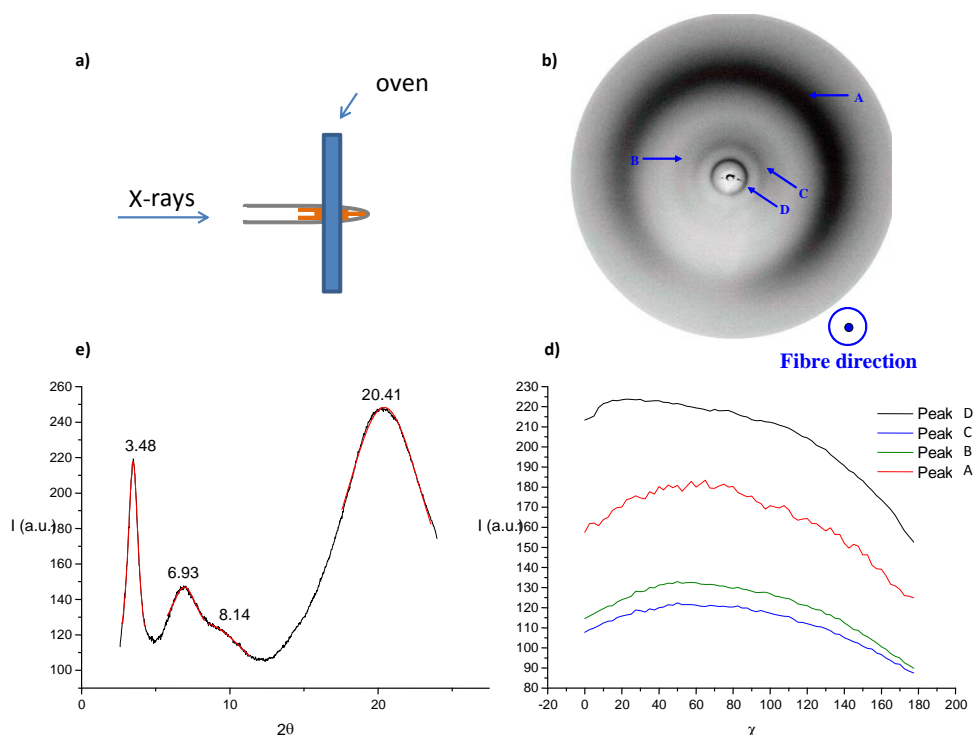 a)
oven
X-rays
b)
A
B
C
D
Fibre direction
e)
260
240
220
200
180
160
140
120
100
I (a.u.)
3.48
6.93
8.14
20.41
0
10
20
2θ
d)
230
220
210
200
190
180
170
160
150
140
130
120
110
100
90
80
I (a.u.)
Peak D
Peak C
Peak B
Peak A
-20
0
20
40
60
80
100
120
140
160
180
200
χ